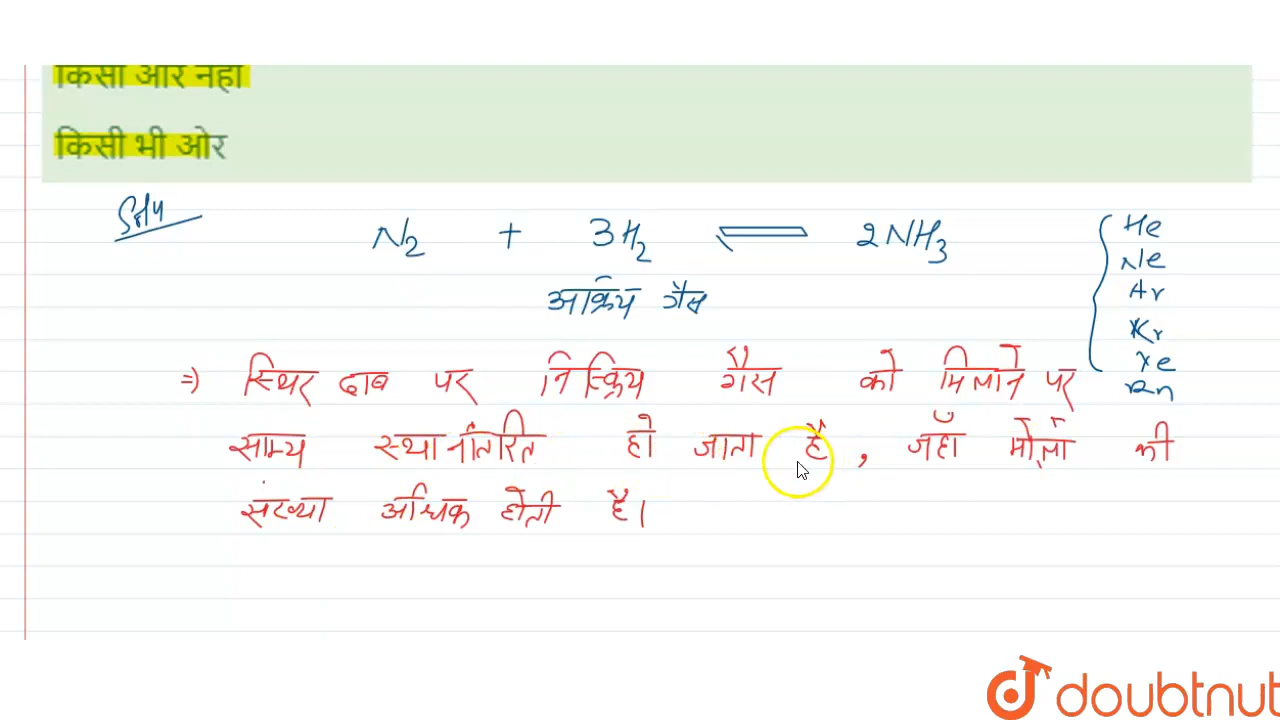 किसी ओर नहीं
किसी भी ओर
Soln
N₂ + 3H₂ ⇌ 2NH₃
अक्रिय गैस
He
Ne
Ar
Kr
Xe
Rn
⇒ स्थिर दाब पर निष्क्रिय गैस को मिलाने पर
साम्य स्थानांतरित हो जाता है, जहाँ मोलों की
संख्या अधिक होती है।
doubtnut